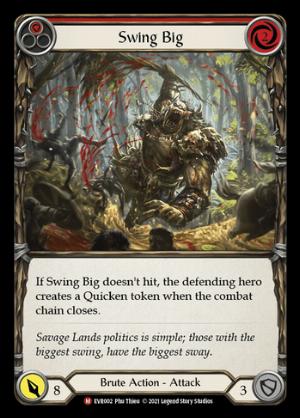 Swing Big
2
If Swing Big doesn't hit, the defending hero
creates a Quicken token when the combat
chain closes.
Savage Lands politics is simple; those with the
biggest swing, have the biggest sway.
8
Brute Action - Attack
3
M EVR002 Phu Thieu © 2021 Legend Story Studios